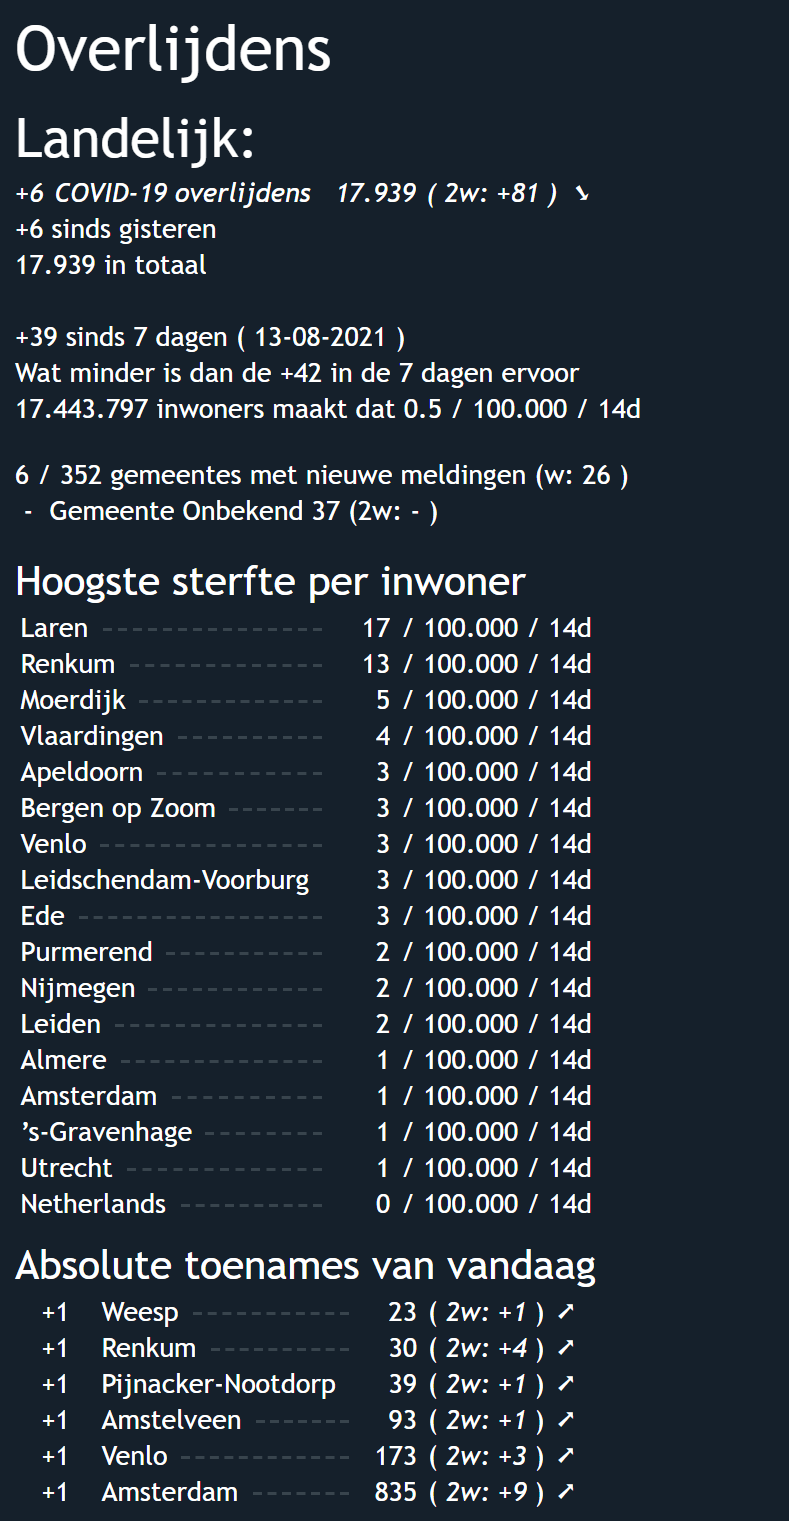 Overlijdens
Landelijk:
+6 COVID-19 overlijdens 17.939 ( 2w: +81 ) ➘
+6 sinds gisteren
17.939 in totaal
+39 sinds 7 dagen ( 13-08-2021 )
Wat minder is dan de +42 in de 7 dagen ervoor
17.443.797 inwoners maakt dat 0.5 / 100.000 / 14d
6 / 352 gemeentes met nieuwe meldingen (w: 26 )
- Gemeente Onbekend 37 (2w: - )
Hoogste sterfte per inwoner
Laren ---------------- 17 / 100.000 / 14d
Renkum -------------- 13 / 100.000 / 14d
Moerdijk ------------- 5 / 100.000 / 14d
Vlaardingen ---------- 4 / 100.000 / 14d
Apeldoorn ------------ 3 / 100.000 / 14d
Bergen op Zoom ------- 3 / 100.000 / 14d
Venlo ---------------- 3 / 100.000 / 14d
Leidschendam-Voorburg 3 / 100.000 / 14d
Ede ------------------ 3 / 100.000 / 14d
Purmerend ----------- 2 / 100.000 / 14d
Nijmegen ------------- 2 / 100.000 / 14d
Leiden --------------- 2 / 100.000 / 14d
Almere --------------- 1 / 100.000 / 14d
Amsterdam ----------- 1 / 100.000 / 14d
’s-Gravenhage -------- 1 / 100.000 / 14d
Utrecht -------------- 1 / 100.000 / 14d
Netherlands ---------- 0 / 100.000 / 14d
Absolute toenames van vandaag
+1 Weesp ----------- 23 ( 2w: +1 ) ➚
+1 Renkum ---------- 30 ( 2w: +4 ) ➚
+1 Pijnacker-Nootdorp 39 ( 2w: +1 ) ➚
+1 Amstelveen ------- 93 ( 2w: +1 ) ➚
+1 Venlo ------------ 173 ( 2w: +3 ) ➚
+1 Amsterdam ------- 835 ( 2w: +9 ) ➚